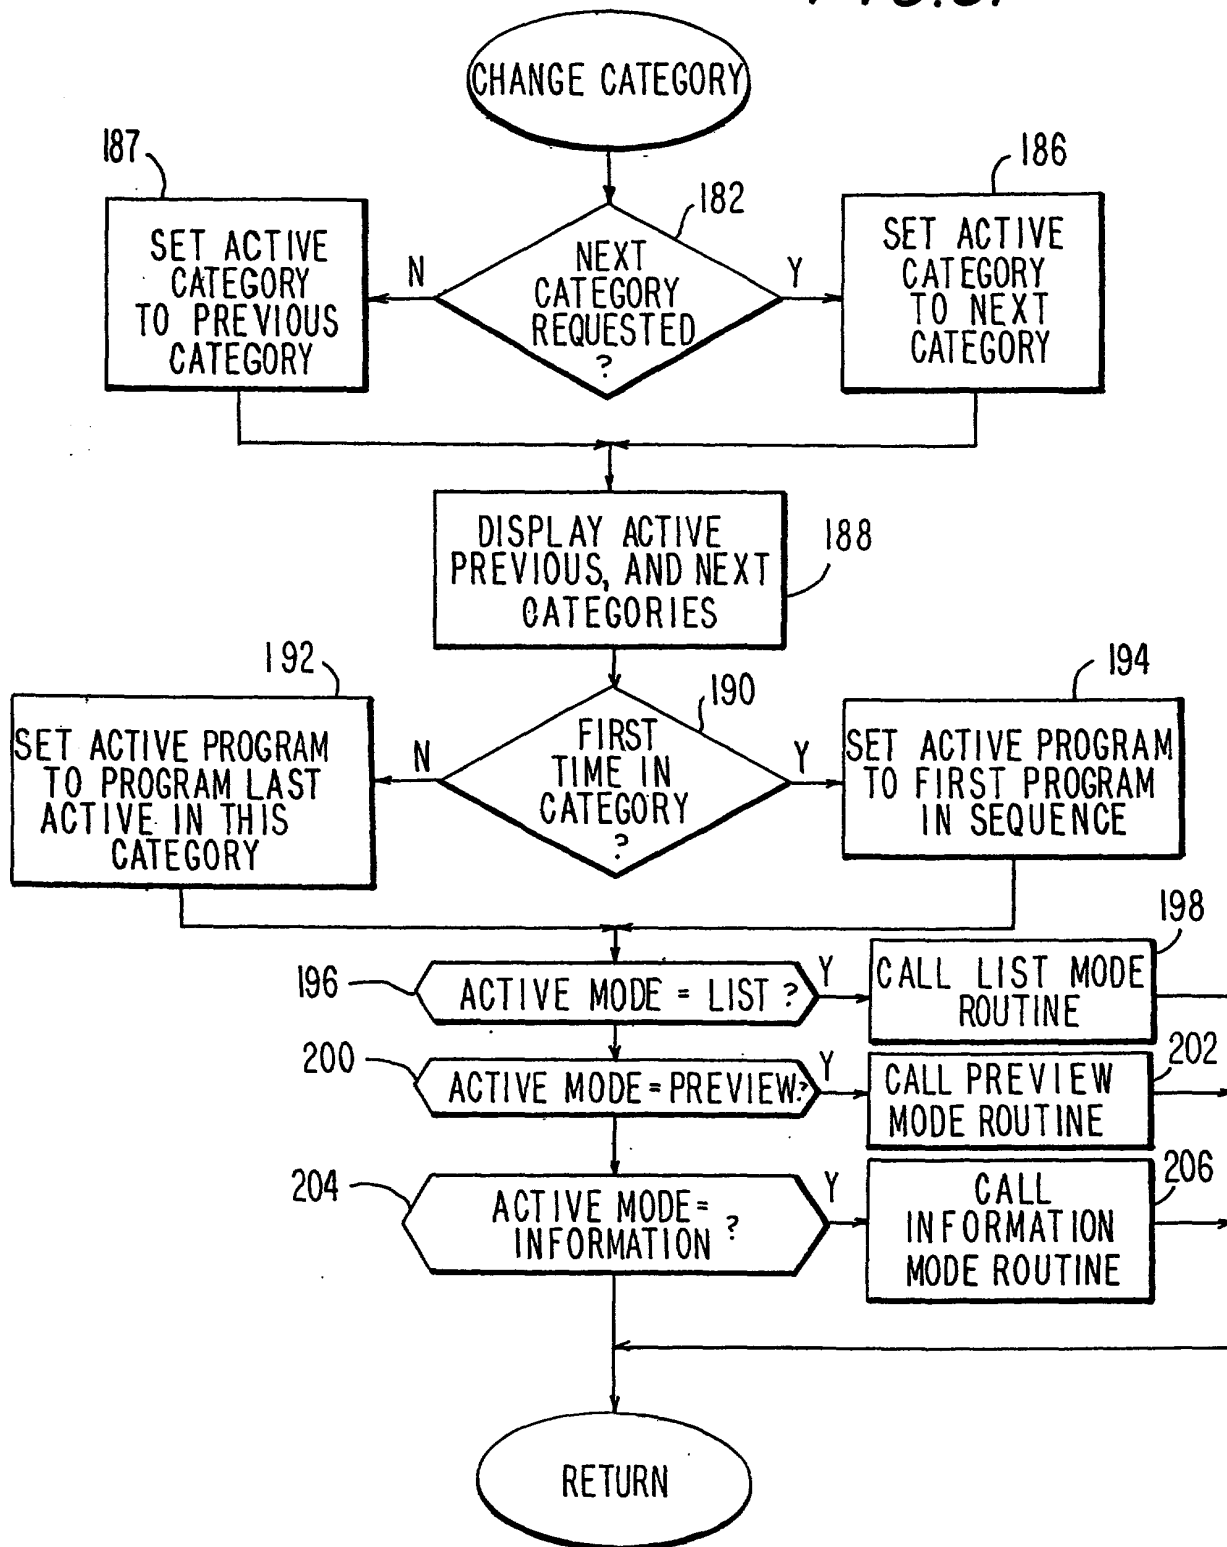 CHANGE CATEGORY
187
186
182
SET ACTIVE
CATEGORY
TO PREVIOUS
CATEGORY
N
NEXT
CATEGORY
REQUESTED
?
Y
SET ACTIVE
CATEGORY
TO NEXT
CATEGORY
DISPLAY ACTIVE
PREVIOUS, AND NEXT
CATEGORIES
188
192
190
194
SET ACTIVE PROGRAM
TO PROGRAM LAST
ACTIVE IN THIS
CATEGORY
N
FIRST
TIME IN
CATEGORY
?
Y
SET ACTIVE PROGRAM
TO FIRST PROGRAM
IN SEQUENCE
198
196
ACTIVE MODE = LIST ?
Y
CALL LIST MODE
ROUTINE
200
ACTIVE MODE = PREVIEW?
Y
202
CALL PREVIEW
MODE ROUTINE
204
ACTIVE MODE =
INFORMATION ?
Y
206
CALL
INFORMATION
MODE ROUTINE
RETURN